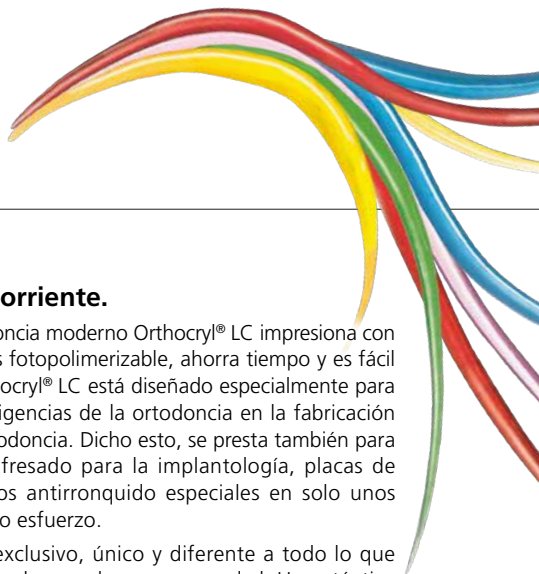 orriente.
oncia moderno Orthocryl® LC impresiona con
s fotopolimerizable, ahorra tiempo y es fácil
ocryl® LC está diseñado especialmente para
igencias de la ortodoncia en la fabricación
odoncia. Dicho esto, se presta también para
fresado para la implantología, placas de
os antirronquido especiales en solo unos
o esfuerzo.
exclusivo, único y diferente a todo lo que